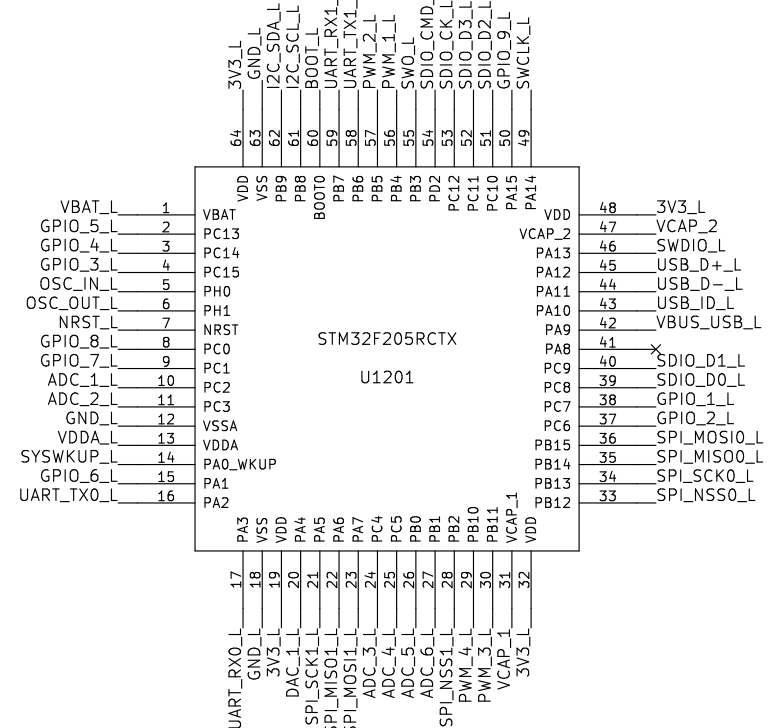 3V3_L
GND_L
I2C_SDA_L
I2C_SCL_L
BOOT_L
UART_RX1_
UART_TX1_
PWM_2_L
PWM_1_L
SWO_L
SDIO_CMD_
SDIO_CK_L
SDIO_D3_L
SDIO_D2_L
GPIO_9_L
SWCLK_L
64 63 62 61 60 59 58 57 56 55 54 53 52 51 50 49
VDD VSS PB9 PB8 BOOT0 PB7 PB6 PB5 PB4 PB3 PD2 PC12 PC11 PC10 PA15 PA14
VBAT_L 1 VBAT
GPIO_5_L 2 PC13
GPIO_4_L 3 PC14
GPIO_3_L 4 PC15
OSC_IN_L 5 PH0
OSC_OUT_L 6 PH1
NRST_L 7 NRST
GPIO_8_L 8 PC0
GPIO_7_L 9 PC1
ADC_1_L 10 PC2
ADC_2_L 11 PC3
GND_L 12 VSSA
VDDA_L 13 VDDA
SYSWKUP_L 14 PA0_WKUP
GPIO_6_L 15 PA1
UART_TX0_L 16 PA2
STM32F205RCTX
U1201
VDD 48 3V3_L
VCAP_2 47 VCAP_2
PA13 46 SWDIO_L
PA12 45 USB_D+_L
PA11 44 USB_D-_L
PA10 43 USB_ID_L
PA9 42 VBUS_USB_L
PA8 41
PC9 40 SDIO_D1_L
PC8 39 SDIO_D0_L
PC7 38 GPIO_1_L
PC6 37 GPIO_2_L
PB15 36 SPI_MOSI0_L
PB14 35 SPI_MISO0_L
PB13 34 SPI_SCK0_L
PB12 33 SPI_NSS0_L
PA3 VSS VDD PA4 PA5 PA6 PA7 PC4 PC5 PB0 PB1 PB2 PB10 PB11 VCAP_1 VDD
17 18 19 20 21 22 23 24 25 26 27 28 29 30 31 32
UART_RX0_L
GND_L
3V3_L
DAC_1_L
SPI_SCK1_L
SPI_MISO1_L
SPI_MOSI1_L
ADC_3_L
ADC_4_L
ADC_5_L
ADC_6_L
SPI_NSS1_L
PWM_4_L
PWM_3_L
VCAP_1
3V3_L